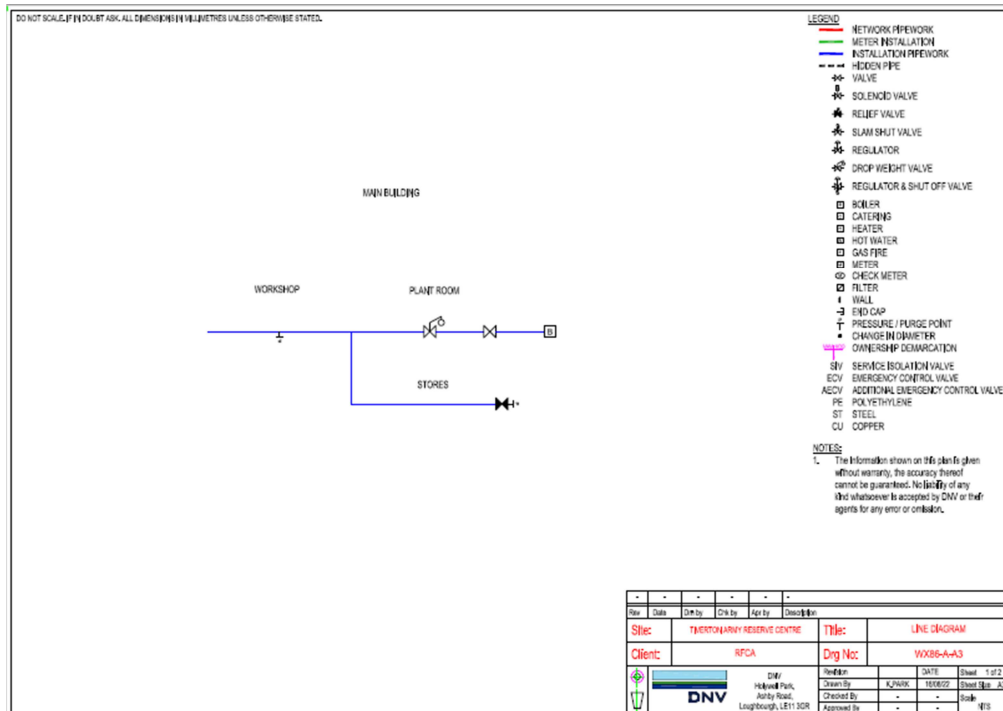 DO NOT SCALE. IF IN DOUBT ASK. ALL DIMENSIONS IN MILLIMETRES UNLESS OTHERWISE STATED.
MAIN BUILDING
WORKSHOP
PLANT ROOM
B
STORES
LEGEND
NETWORK PIPEWORK
METER INSTALLATION
INSTALLATION PIPEWORK
HIDDEN PIPE
VALVE
SOLENOID VALVE
RELIEF VALVE
SLAM SHUT VALVE
REGULATOR
DROP WEIGHT VALVE
REGULATOR & SHUT OFF VALVE
BOILER
CATERING
HEATER
HOT WATER
GAS FIRE
METER
CHECK METER
FILTER
WALL
END CAP
PRESSURE / PURGE POINT
CHANGE IN DIAMETER
OWNERSHIP DEMARCATION
SIV SERVICE ISOLATION VALVE
ECV EMERGENCY CONTROL VALVE
AECV ADDITIONAL EMERGENCY CONTROL VALVE
PE POLYETHYLENE
ST STEEL
CU COPPER
NOTES:
1. The information shown on this plan is given
without warranty, the accuracy thereof
cannot be guaranteed. No liability of any
kind whatsoever is accepted by DNV or their
agents for any error or omission.
- - - - - -
Rev Date Drn by Chk by Apr by Description
Site: TIVERTON ARMY RESERVE CENTRE Title: LINE DIAGRAM
Client: RFCA Drg No: WX86-A-A3
DNV
DNV
Holywell Park,
Ashby Road,
Loughbourgh, LE11 3GR
Revision DATE Sheet 1 of 2
Drawn By K.PARK 16/08/22 Sheet Size
Checked By - - Scale
Approved By - - NTS